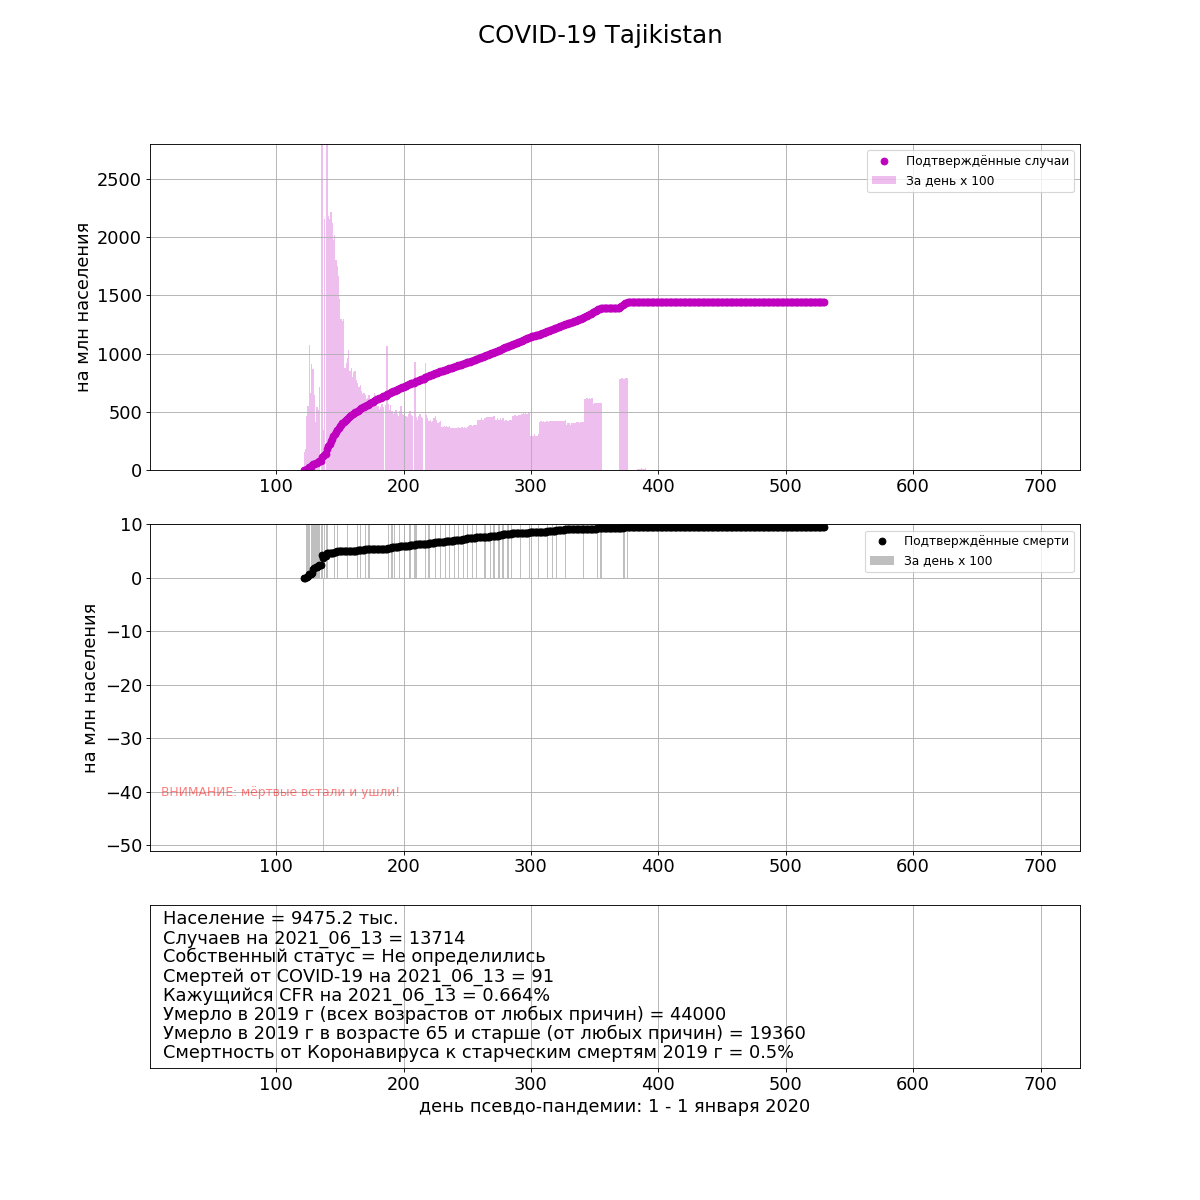 COVID-19 Tajikistan
2500
2000
1500
1000
500
0
на млн населения
Подтверждённые случаи
За день x 100
100 200 300 400 500 600 700
10
0
−10
−20
−30
−40
−50
на млн населения
Подтверждённые смерти
За день x 100
ВНИМАНИЕ: мёртвые встали и ушли!
100 200 300 400 500 600 700
Население = 9475.2 тыс.
Случаев на 2021_06_13 = 13714
Собственный статус = Не определились
Смертей от COVID-19 на 2021_06_13 = 91
Кажущийся CFR на 2021_06_13 = 0.664%
Умерло в 2019 г (всех возрастов от любых причин) = 44000
Умерло в 2019 г в возрасте 65 и старше (от любых причин) = 19360
Смертность от Коронавируса к старческим смертям 2019 г = 0.5%
100 200 300 400 500 600 700
день псевдо-пандемии: 1 - 1 января 2020